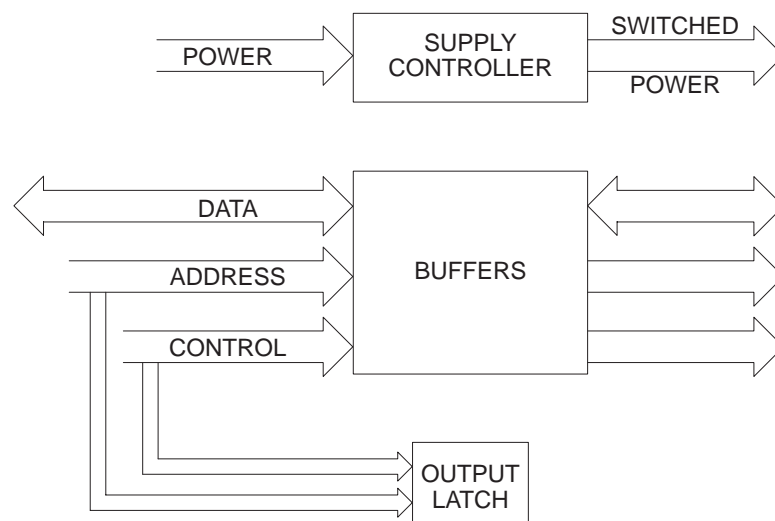 POWER
SUPPLY
CONTROLLER
SWITCHED
POWER
DATA
ADDRESS
CONTROL
BUFFERS
OUTPUT
LATCH